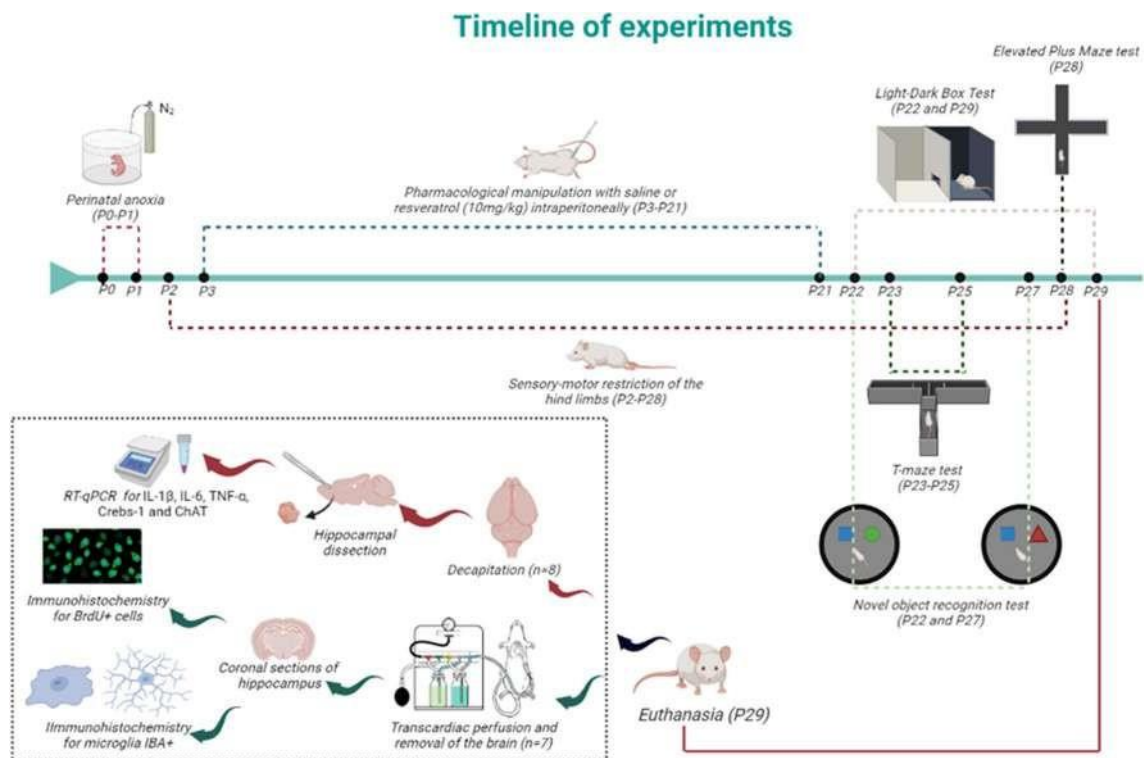 Timeline of experiments
Elevated Plus Maze test
(P28)
Light-Dark Box Test
(P22 and P29)
N₂
Perinatal anoxia
(P0-P1)
Pharmacological manipulation with saline or
resveratrol (10mg/kg) intraperitoneally (P3-P21)
P0
P1
P2
P3
P21
P22
P23
P25
P27
P28
P29
Sensory-motor restriction of the
hind limbs (P2-P28)
T-maze test
(P23-P25)
Novel object recognition test
(P22 and P27)
RT-qPCR for IL-1β, IL-6, TNF-α,
Crebs-1 and ChAT
Hippocampal
dissection
Decapitation (n=8)
Immunohistochemistry
for BrdU+ cells
Coronal sections of
hippocampus
IImmunohistochemistry
for microglia IBA+
Transcardiac perfusion and
removal of the brain (n=7)
Euthanasia (P29)